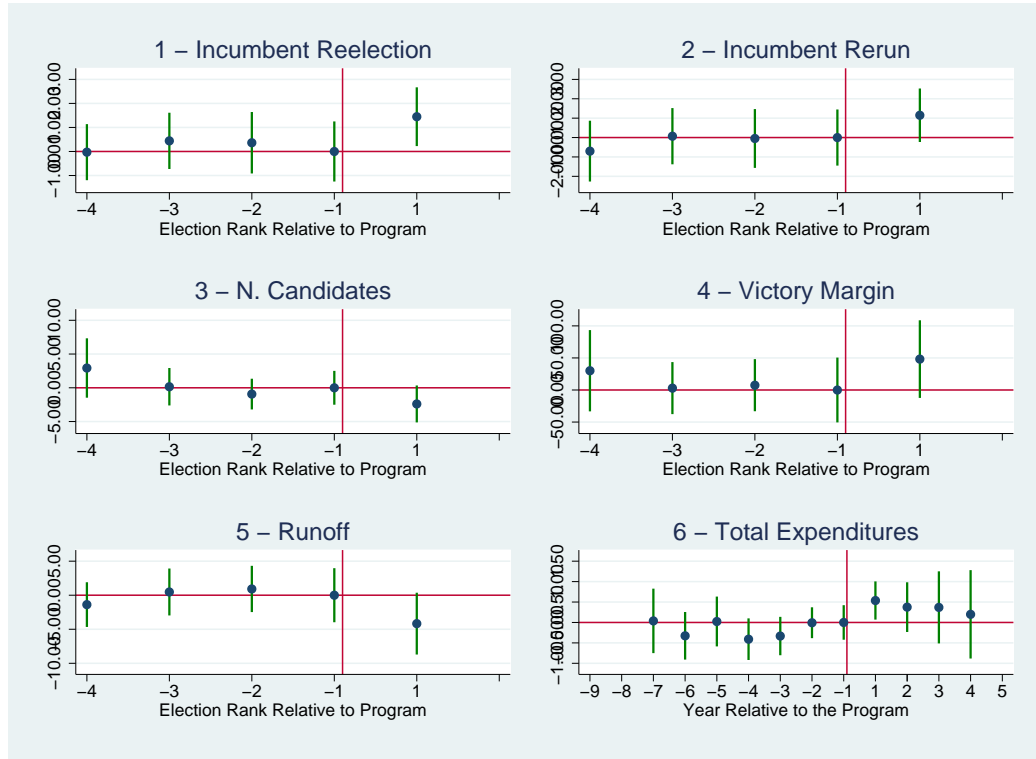 1 − Incumbent Reelection
−4 −3 −2 −1 1
Election Rank Relative to Program
2 − Incumbent Rerun
−4 −3 −2 −1 1
Election Rank Relative to Program
3 − N. Candidates
−4 −3 −2 −1 1
Election Rank Relative to Program
4 − Victory Margin
−4 −3 −2 −1 1
Election Rank Relative to Program
5 − Runoff
−4 −3 −2 −1 1
Election Rank Relative to Program
6 − Total Expenditures
−9 −8 −7 −6 −5 −4 −3 −2 −1 1 2 3 4 5
Year Relative to the Program